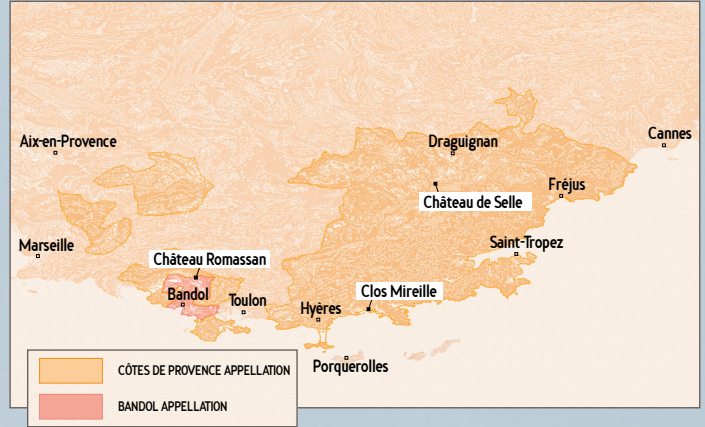 Cannes
Aix-en-Provence
Draguignan
Fréjus
Château de Selle
Marseille
Saint-Tropez
Château Romassan
Bandol
Toulon
Hyères
Clos Mireille
Porquerolles
CÔTES DE PROVENCE APPELLATION
BANDOL APPELLATION